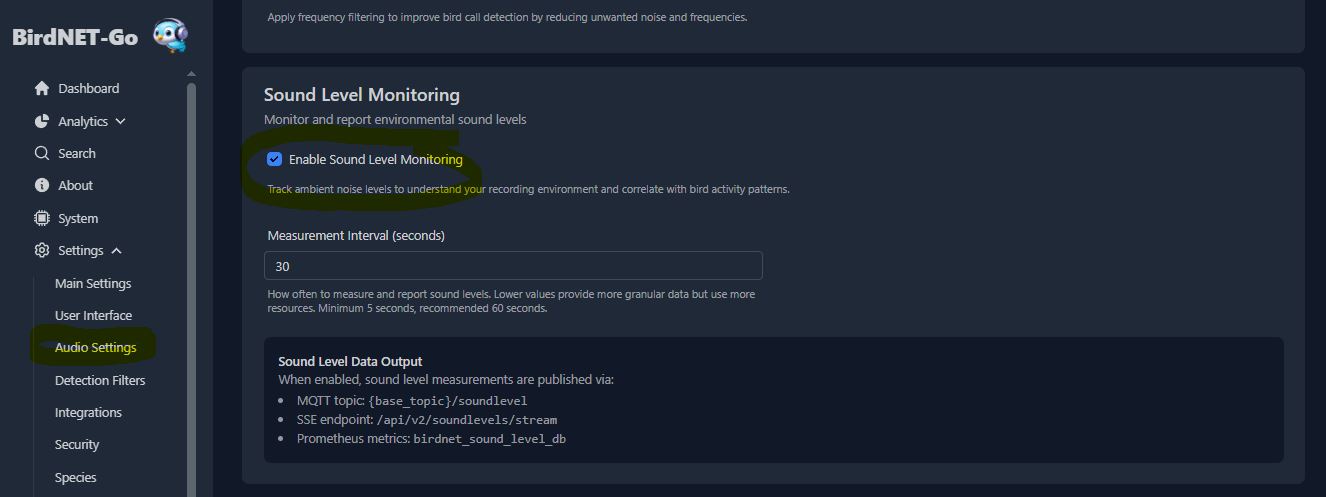 BirdNET-Go
Dashboard
Analytics
Search
About
System
Settings
Main Settings
User Interface
Audio Settings
Detection Filters
Integrations
Security
Species
Apply frequency filtering to improve bird call detection by reducing unwanted noise and frequencies.
Sound Level Monitoring
Monitor and report environmental sound levels
Enable Sound Level Monitoring
Track ambient noise levels to understand your recording environment and correlate with bird activity patterns.
Measurement Interval (seconds)
30
How often to measure and report sound levels. Lower values provide more granular data but use more
resources. Minimum 5 seconds, recommended 60 seconds.
Sound Level Data Output
When enabled, sound level measurements are published via:
• MQTT topic: {base_topic}/soundlevel
• SSE endpoint: /api/v2/soundlevels/stream
• Prometheus metrics: birdnet_sound_level_db